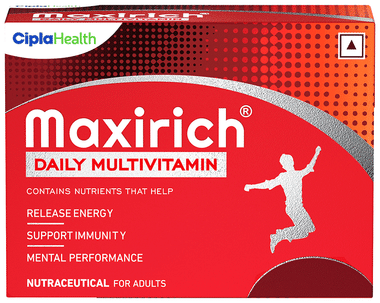 CiplaHealth
Maxirich®
DAILY MULTIVITAMIN
CONTAINS NUTRIENTS THAT HELP
RELEASE ENERGY
SUPPORT IMMUNITY
MENTAL PERFORMANCE
NUTRACEUTICAL FOR ADULTS